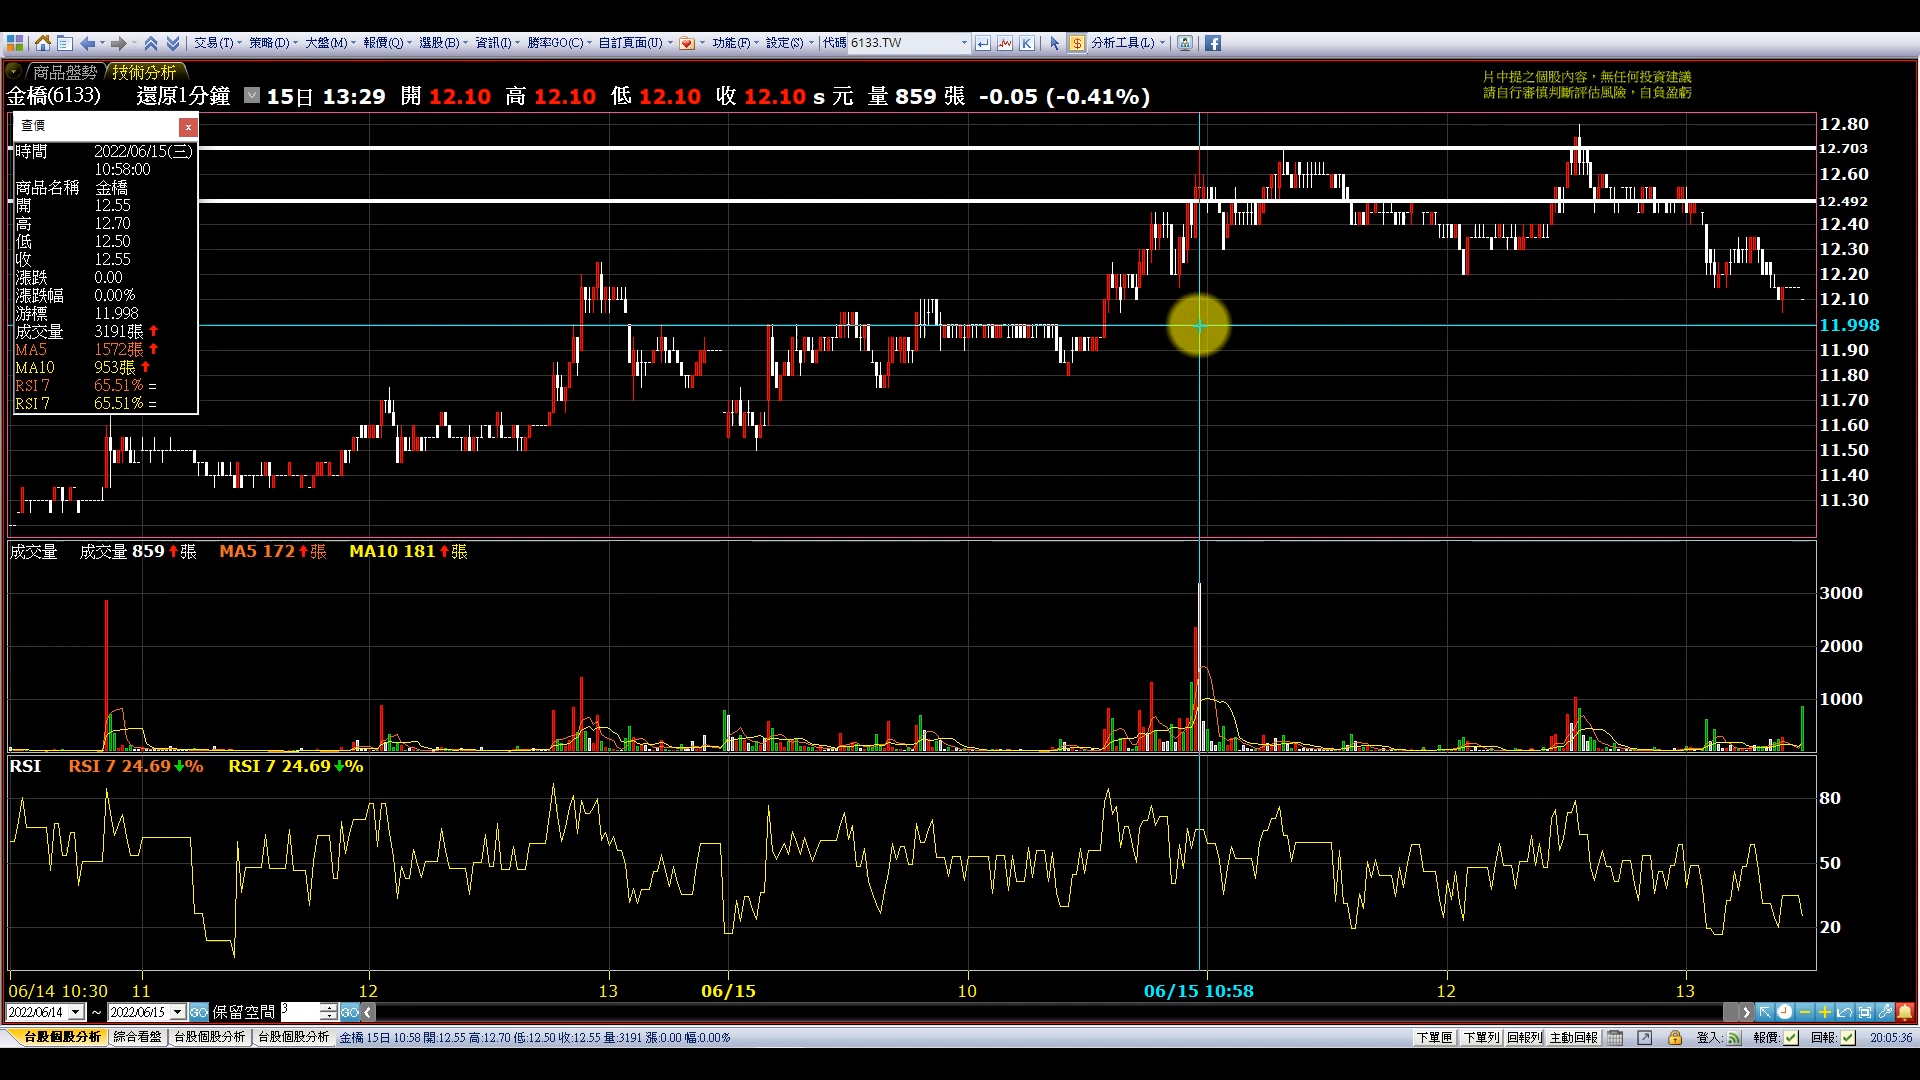 交易(T) 策略(D) 大盤(M) 報價(Q) 選股(B) 資訊(I) 勝率GO(C) 自訂頁面(U) 功能(F) 設定(S) 代碼 6133.TW K $ 分析工具(L)
商品盤勢 技術分析
片中提之個股內容，無任何投資建議
請自行審慎判斷評估風險，自負盈虧
金橋(6133) 還原1分鐘 15日 13:29 開 12.10 高 12.10 低 12.10 收 12.10 s 元 量 859 張 -0.05 (-0.41%)
查價 x
時間 2022/06/15(三)
10:58:00
商品名稱 金橋
開 12.55
高 12.70
低 12.50
收 12.55
漲跌 0.00
漲跌幅 0.00%
游標 11.998
成交量 3191張
MA5 1572張
MA10 953張
RSI 7 65.51% =
RSI 7 65.51% =
12.80
12.703
12.60
12.492
12.40
12.30
12.20
12.10
11.998
11.90
11.80
11.70
11.60
11.50
11.40
11.30
成交量 成交量 859 張 MA5 172 張 MA10 181 張
3000
2000
1000
RSI RSI 7 24.69 % RSI 7 24.69 %
80
50
20
06/14 10:30 11 12 13 06/15 10 06/15 10:58 12 13
2022/06/14 ~ 2022/06/15 GO 保留空間 3 GO
台股個股分析 綜合看盤 台股個股分析 台股個股分析 金橋 15日 10:58 開:12.55 高:12.70 低:12.50 收:12.55 量:3191 漲:0.00 幅:0.00% 下單匣 下單列 回報列 主動回報 登入: 報價: 回報: 20:05:36